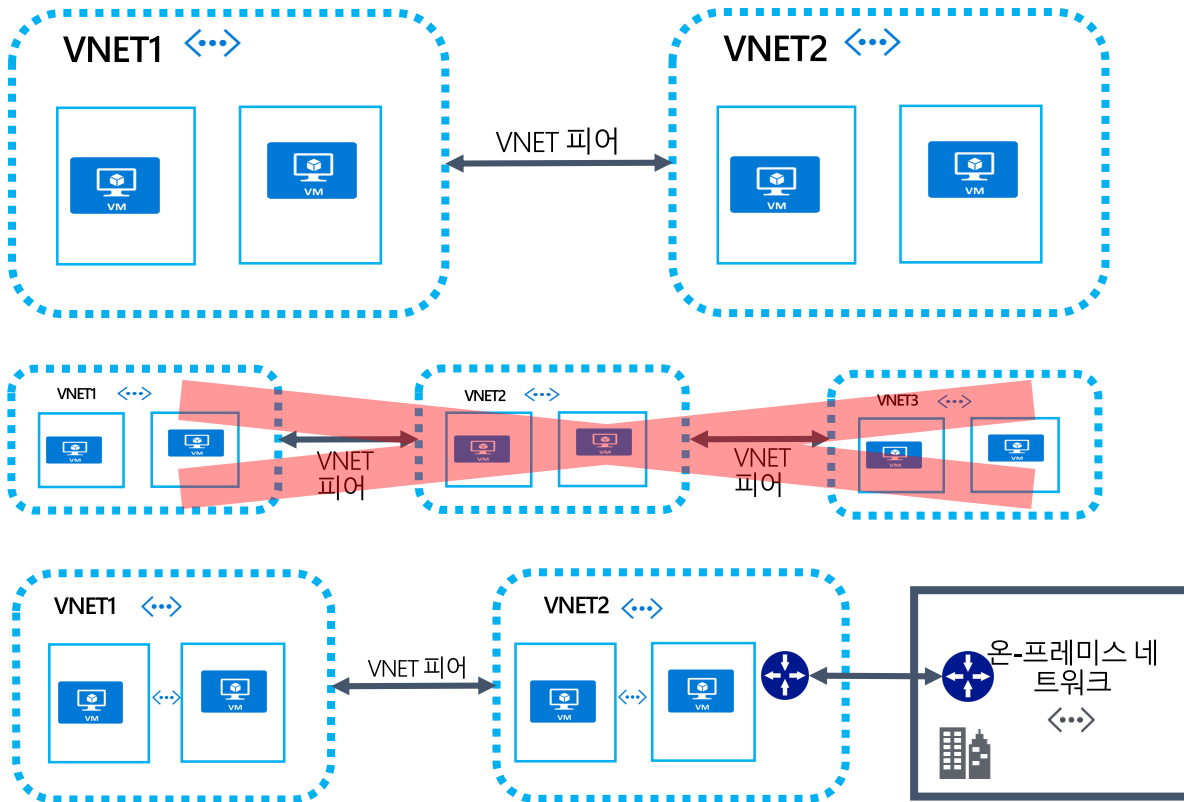 VNET1
VNET2
VNET 피어
VM
VM
VM
VM
VNET1
VNET2
VNET3
VM
VM
VM
VM
VM
VM
VNET
피어
VNET
피어
VNET1
VNET2
VNET 피어
온-프레미스 네
트워크
VM
VM
VM
VM